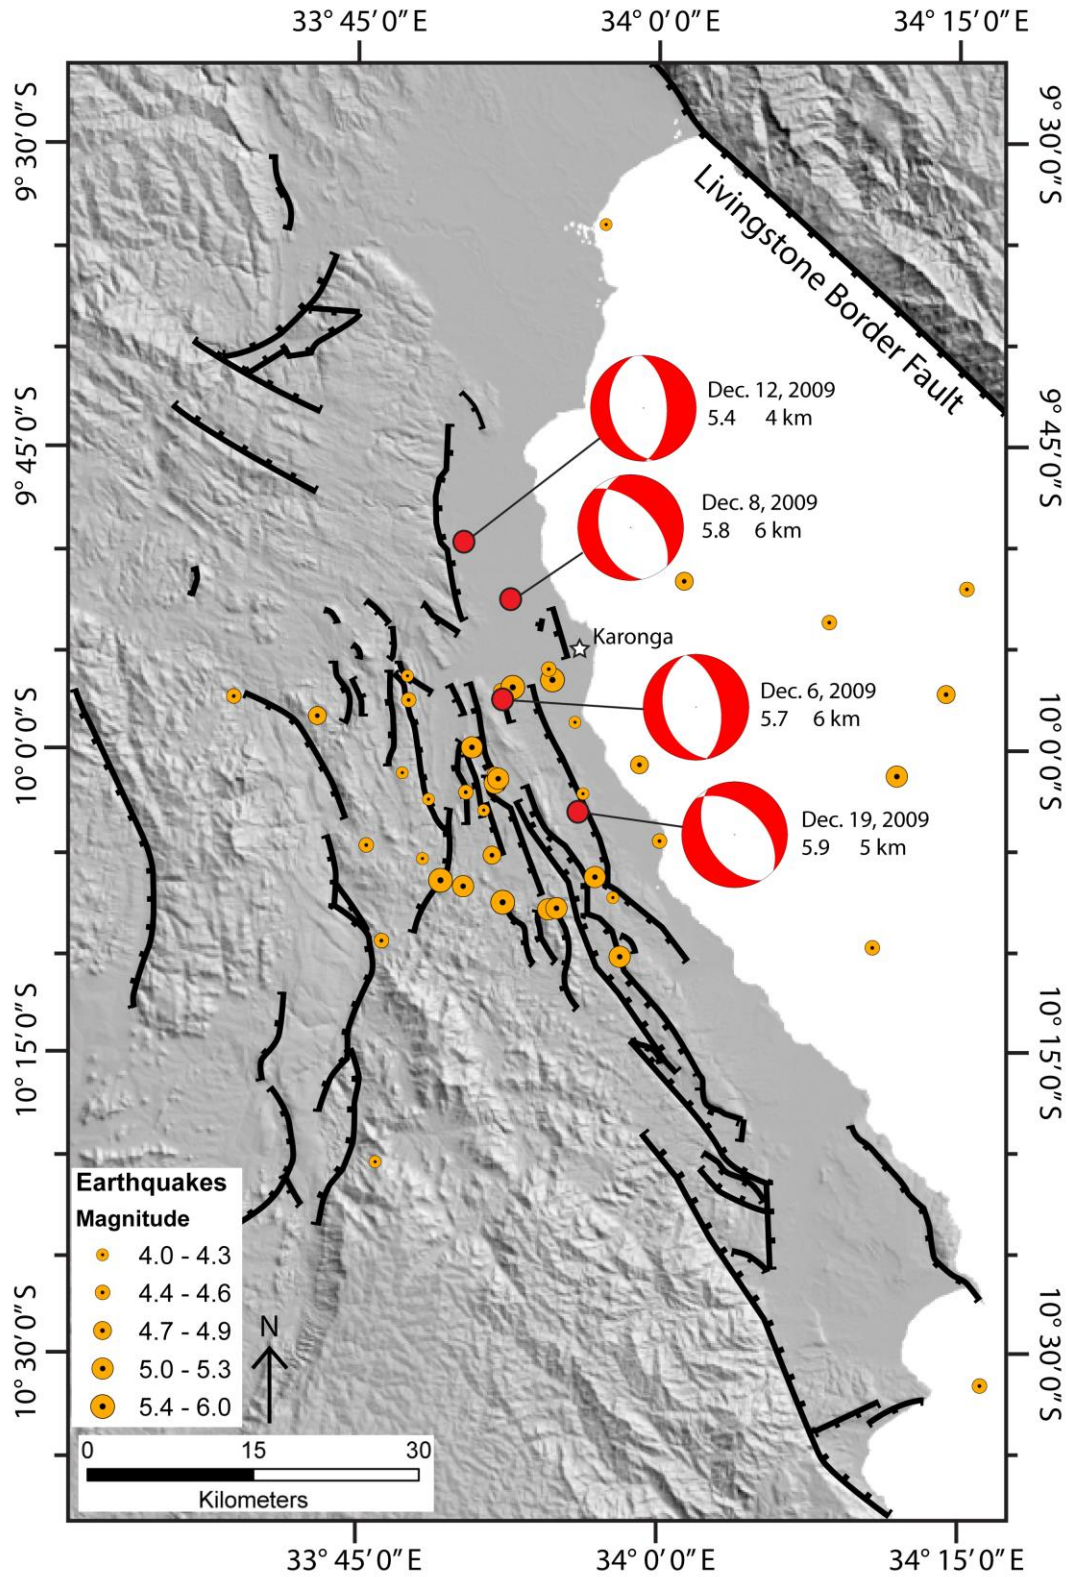 33° 45′ 0″ E
34° 0′ 0″ E
34° 15′ 0″ E
9° 30′ 0″ S
9° 30′ 0″ S
Livingstone Border Fault
Dec. 12, 2009
5.4 4 km
9° 45′ 0″ S
9° 45′ 0″ S
Dec. 8, 2009
5.8 6 km
Karonga
Dec. 6, 2009
5.7 6 km
10° 0′ 0″ S
10° 0′ 0″ S
Dec. 19, 2009
5.9 5 km
10° 15′ 0″ S
10° 15′ 0″ S
Earthquakes
Magnitude
4.0 - 4.3
4.4 - 4.6
4.7 - 4.9
5.0 - 5.3
5.4 - 6.0
N
10° 30′ 0″ S
10° 30′ 0″ S
0 15 30
Kilometers
33° 45′ 0″ E
34° 0′ 0″ E
34° 15′ 0″ E